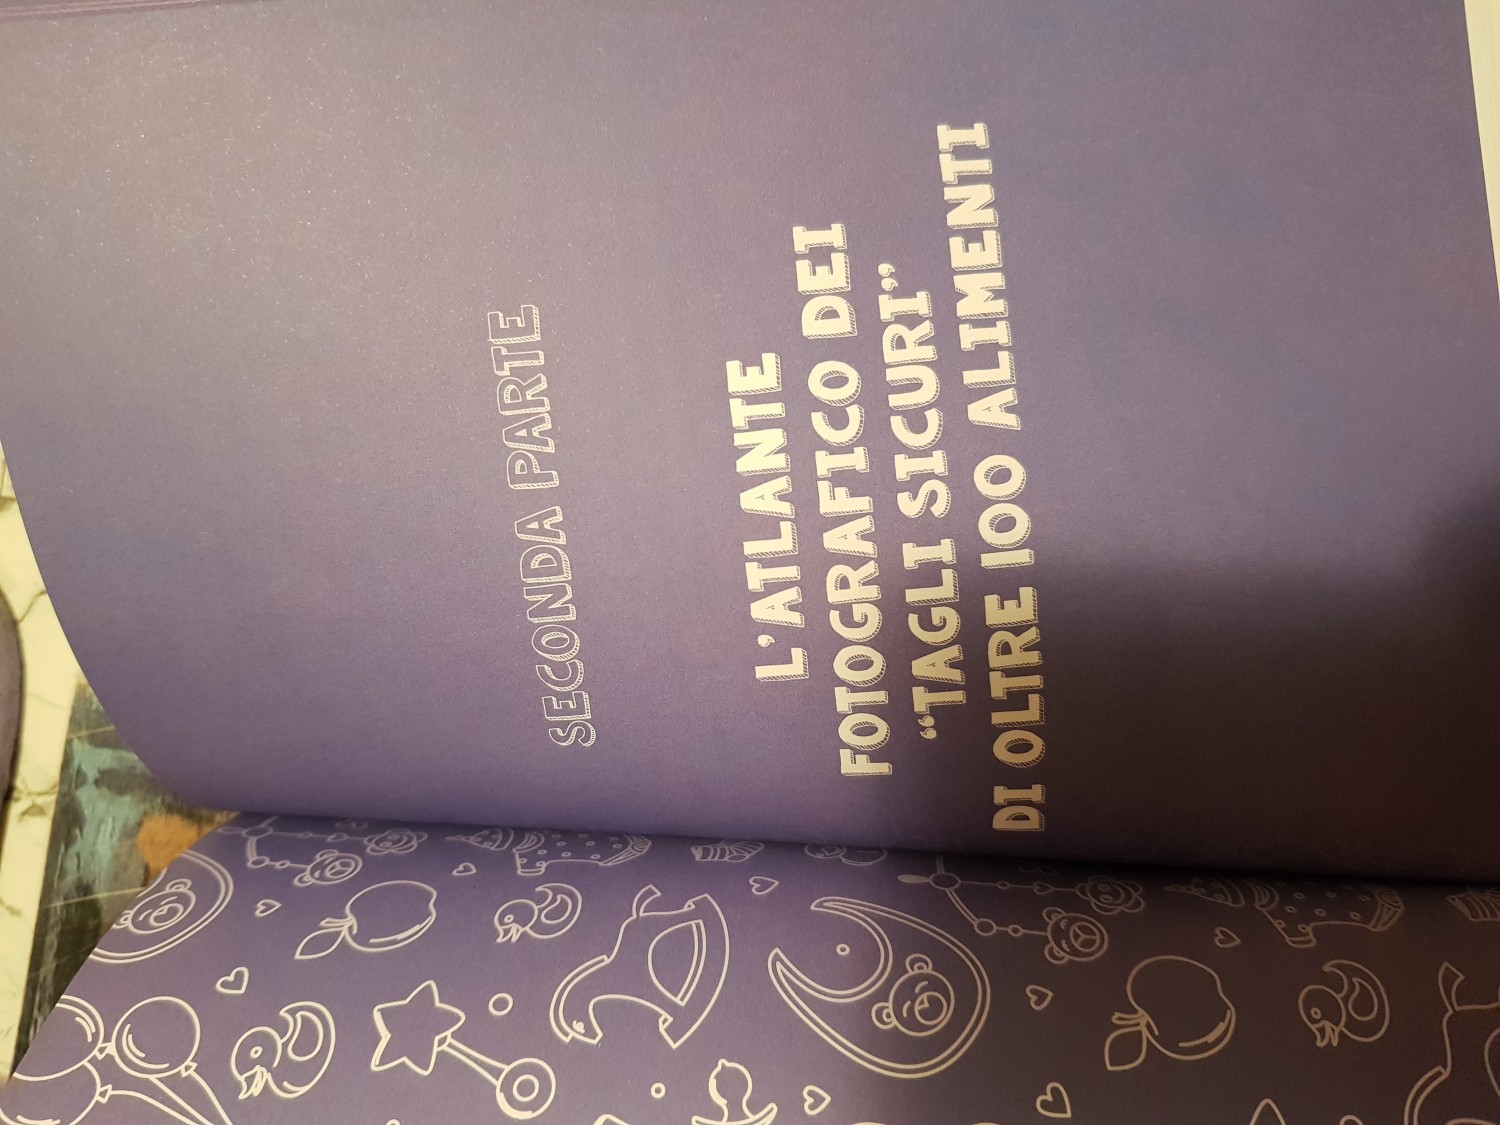 SECONDA PARTE
L'ATLANTE
FOTOGRAFICO DEI
“TAGLI SICURI”
DI OLTRE 100 ALIMENTI